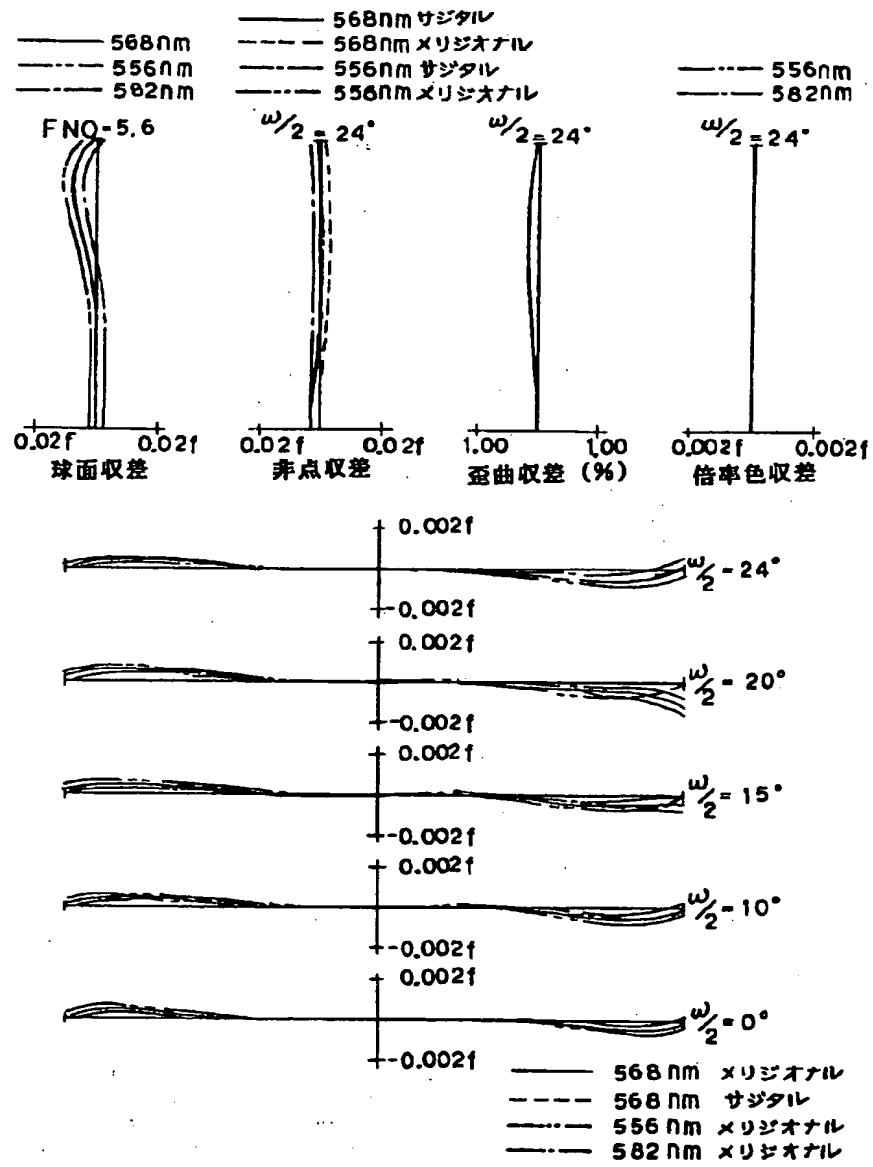 568nm サジタル
568nm メリジオナル
556nm サジタル
556nm メリジオナル
568nm
556nm
582nm
556nm
582nm
FNO-5.6
ω/2 = 24°
ω/2 = 24°
ω/2 = 24°
0.02f 0.02f
球面収差
0.02f 0.02f
非点収差
1.00 1.00
歪曲収差 (%)
0.002f 0.002f
倍率色収差
0.002f
ω/2 = 24°
-0.002f
0.002f
ω/2 = 20°
-0.002f
0.002f
ω/2 = 15°
-0.002f
0.002f
ω/2 = 10°
-0.002f
0.002f
ω/2 = 0°
-0.002f
568nm メリジオナル
568nm サジタル
556nm メリジオナル
582nm メリジオナル